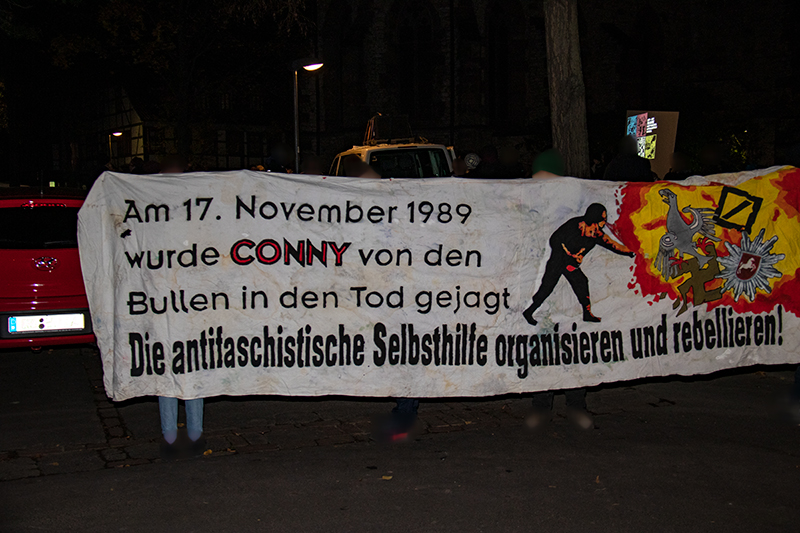 Am 17. November 1989
wurde CONNY von den
Bullen in den Tod gejagt
Die antifaschistische Selbsthilfe organisieren und rebellieren!